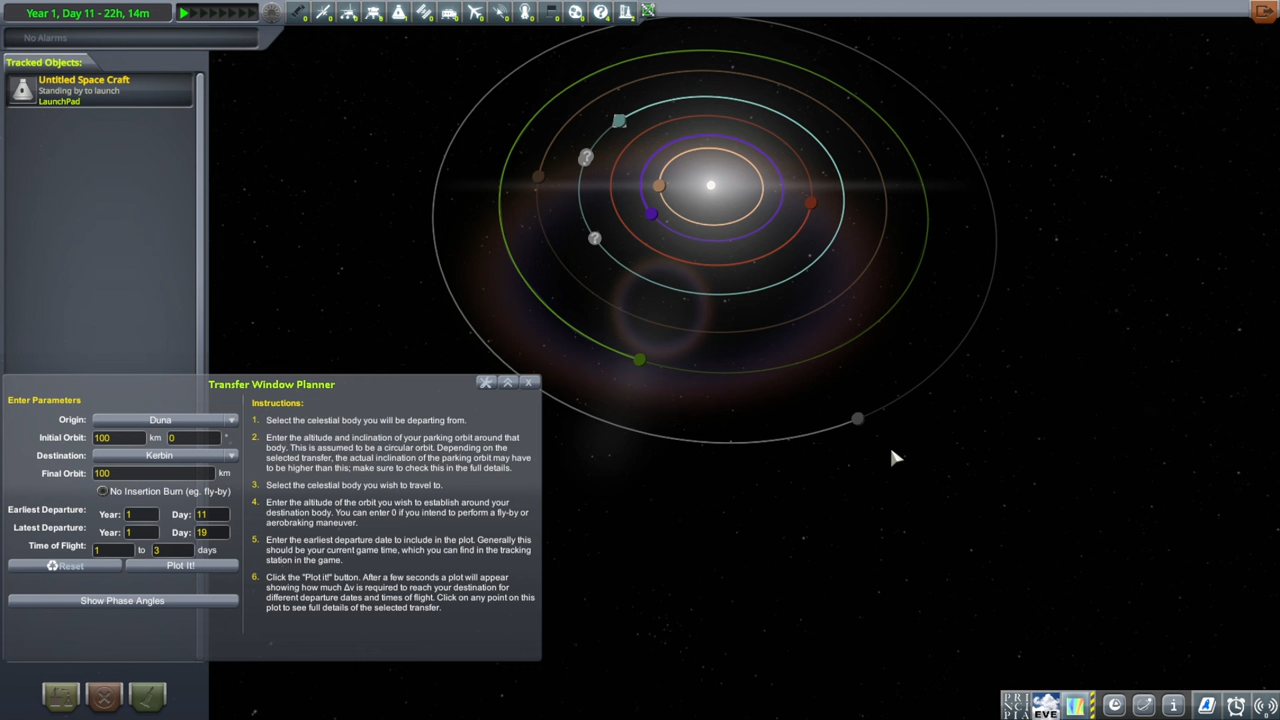 Year 1, Day 11 - 22h, 14m
No Alarms
Tracked Objects:
Untitled Space Craft
Standing by to launch
LaunchPad
Transfer Window Planner
Enter Parameters
Origin: Duna
Initial Orbit: 100 km 0 °
Destination: Kerbin
Final Orbit: 100 km
No Insertion Burn (eg. fly-by)
Earliest Departure: Year: 1 Day: 11
Latest Departure: Year: 1 Day: 19
Time of Flight: 1 to 3 days
Reset Plot It!
Show Phase Angles
Instructions:
1. Select the celestial body you will be departing from.
2. Enter the altitude and inclination of your parking orbit around that
body. This is assumed to be a circular orbit. Depending on the
selected transfer, the actual inclination of the parking orbit may
have to be higher than this; make sure to check this in the full details.
3. Select the celestial body you wish to travel to.
4. Enter the altitude of the orbit you wish to establish around your
destination body. You can enter 0 if you intend to perform a fly-by or
aerobraking maneuver.
5. Enter the earliest departure date to include in the plot. Generally this
should be your current game time, which you can find in the tracking
station in the game.
6. Click the "Plot it!" button. After a few seconds a plot will appear
showing how much Δv is required to reach your destination for
different departure dates and times of flight. Click on any point on this
plot to see full details of the selected transfer.
PRINCIPIA
EVE